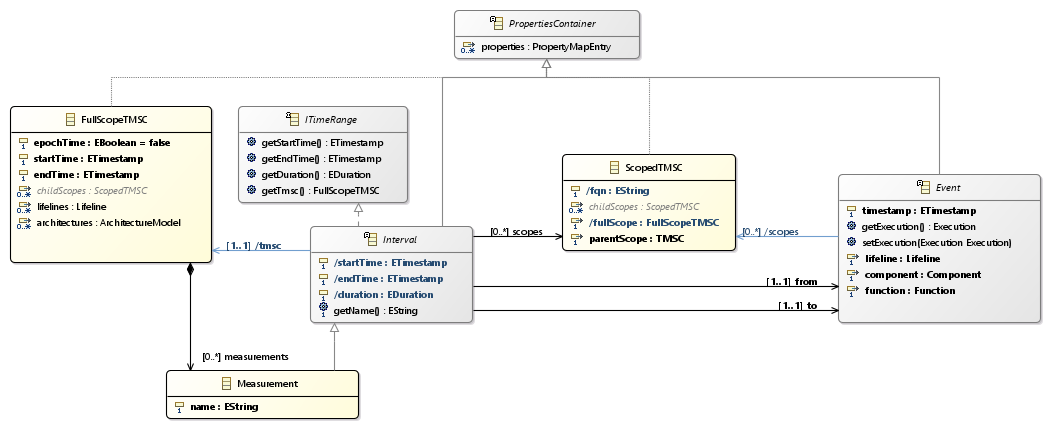 PropertiesContainer
0..*
properties : PropertyMapEntry
FullScopeTMSC
1
epochTime : EBoolean = false
1
startTime : ETimestamp
1
endTime : ETimestamp
0..*
childScopes : ScopedTMSC
0..*
lifelines : Lifeline
0..*
architectures : ArchitectureModel
ITimeRange
getStartTime() : ETimestamp
getEndTime() : ETimestamp
getDuration() : EDuration
getTmsc() : FullScopeTMSC
ScopedTMSC
1
/fqn : EString
0..*
childScopes : ScopedTMSC
1
/fullScope : FullScopeTMSC
1
parentScope : TMSC
Event
1
timestamp : ETimestamp
getExecution() : Execution
setExecution(Execution Execution)
1
lifeline : Lifeline
1
component : Component
1
function : Function
Interval
1
/startTime : ETimestamp
1
/endTime : ETimestamp
1
/duration : EDuration
1
getName() : EString
[1..1] /tmsc
[0..*] scopes
[0..*] /scopes
[1..1] from
[1..1] to
[0..*] measurements
Measurement
1
name : EString